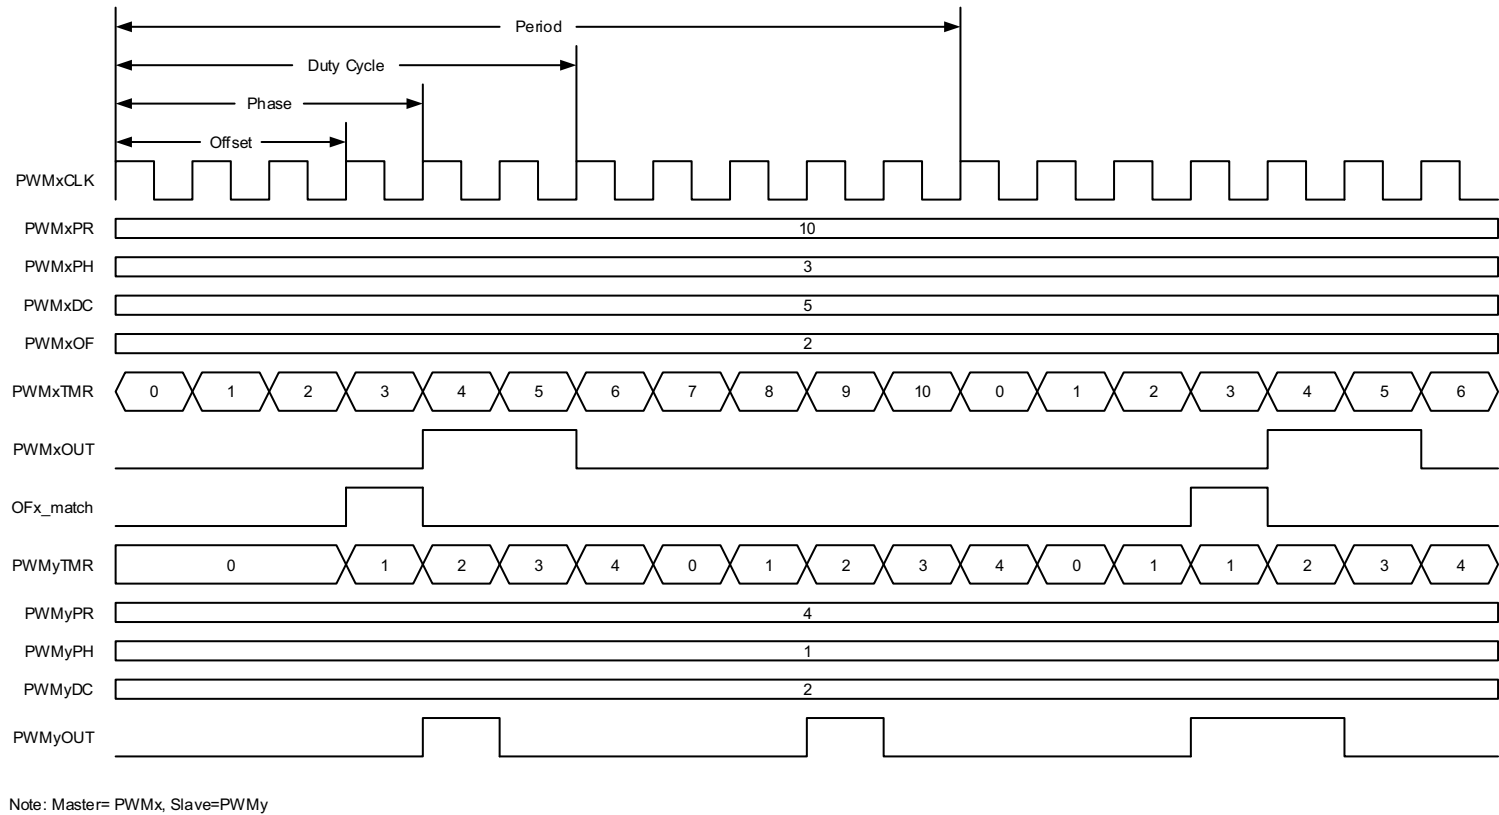 Period
Duty Cycle
Phase
Offset
PWMxCLK
PWMxPR 10
PWMxPH 3
PWMxDC 5
PWMxOF 2
PWMxTMR 0 1 2 3 4 5 6 7 8 9 10 0 1 2 3 4 5 6
PWMxOUT
OFx_match
PWMyTMR 0 1 2 3 4 0 1 2 3 4 0 1 1 2 3 4
PWMyPR 4
PWMyPH 1
PWMyDC 2
PWMyOUT
Note: Master= PWMx, Slave=PWMy